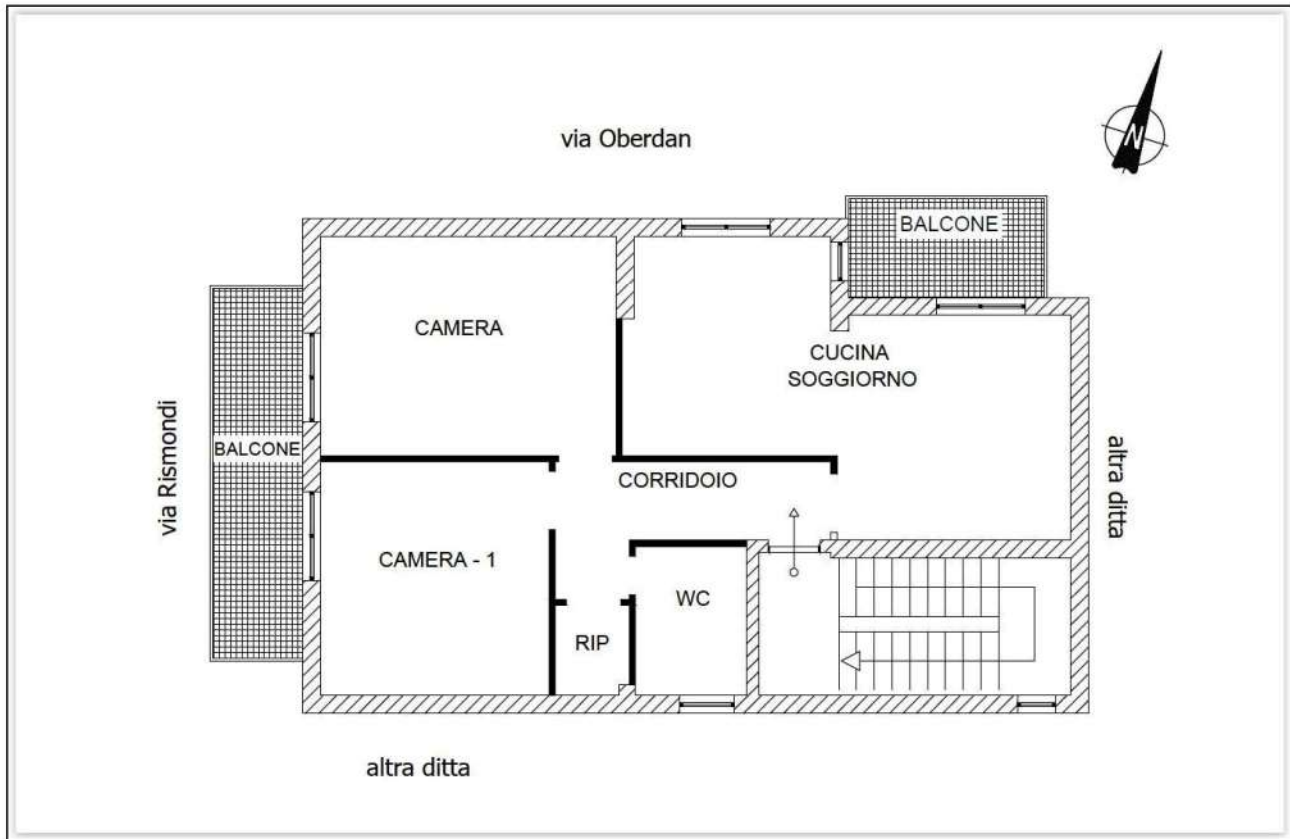 via Oberdan
N
BALCONE
CAMERA
CUCINA
SOGGIORNO
via Rismondi
BALCONE
CORRIDOIO
altra ditta
CAMERA - 1
WC
RIP
altra ditta